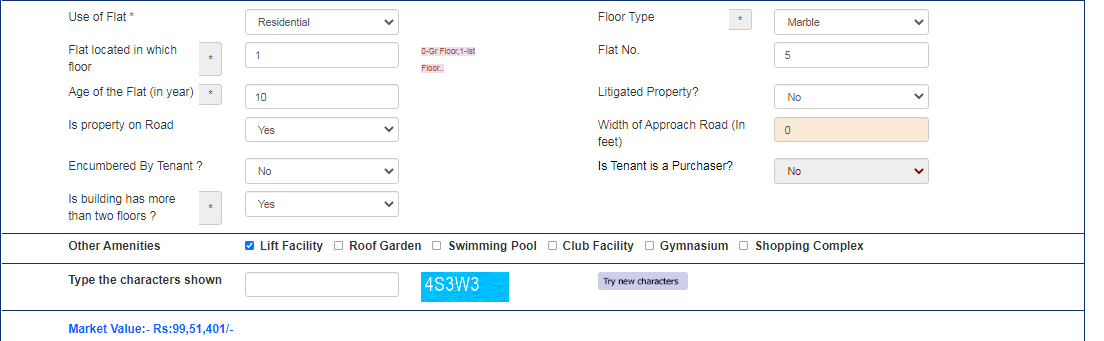 Use of Flat * Residential Floor Type * Marble
Flat located in which floor * 1 0-Gr Floor,1-Ist Floor.. Flat No. 5
Age of the Flat (in year) * 10 Litigated Property? No
Is property on Road Yes Width of Approach Road (In feet) 0
Encumbered By Tenant ? No Is Tenant is a Purchaser? No
Is building has more than two floors ? * Yes
Other Amenities Lift Facility Roof Garden Swimming Pool Club Facility Gymnasium Shopping Complex
Type the characters shown 4S3W3 Try new characters
Market Value:- Rs:99,51,401/-